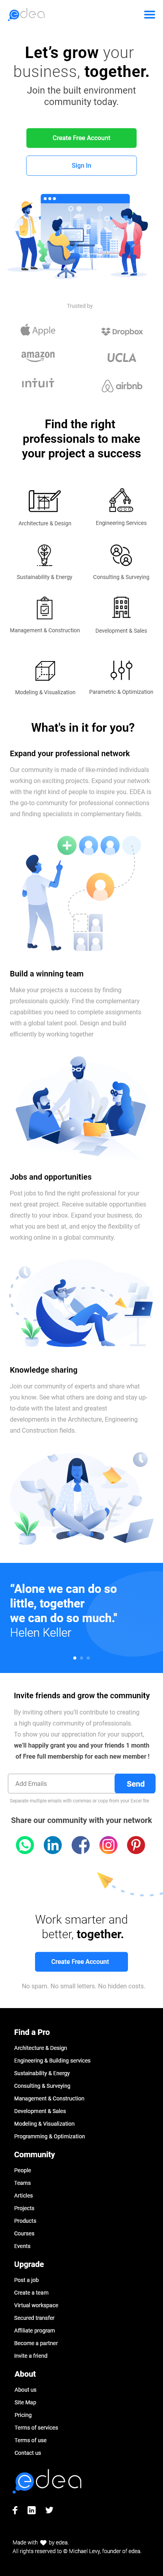 edea
Let's grow your
business, together.
Join the built environment
community today.
Create Free Account
Sign In
Trusted by
Apple
Dropbox
amazon
UCLA
intuit
airbnb
Find the right
professionals to make
your project a success
Architecture & Design
Engineering Services
Sustainability & Energy
Consulting & Surveying
Management & Construction
Development & Sales
Modeling & Visualization
Parametric & Optimization
What's in it for you?
Expand your professional network
Our community is made of like-minded individuals
working on exciting projects. Expand your network
with the right kind of people to inspire you. EDEA is
the go-to community for professional connections
and finding specialists in complementary fields.
Build a winning team
Make your projects a success by finding
professionals quickly. Find the complementary
capabilities you need to complete assignments
with a global talent pool. Design and build
efficiently by working together
Jobs and opportunities
Post jobs to find the right professional for your
next great project. Receive suitable opportunities
directly to your inbox. Expand your business, do
what you are best at, and enjoy the flexibility of
working online in a global community.
Knowledge sharing
Join our community of experts and share what
you know. See what others are doing and stay up-
to-date with the latest and greatest
developments in the Architecture, Engineering
and Construction fields.
“Alone we can do so
little, together
we can do so much.”
Helen Keller
Invite friends and grow the community
By inviting others you'll contribute to creating
a high quality community of professionals.
To show you our appreciation for your support,
we'll happily grant you and your friends 1 month
of Free full membership for each new member !
Add Emails
Send
Separate multiple emails with commas or copy from your Excel file
Share our community with your network
Work smarter and
better, together.
Create Free Account
No spam. No small letters. No hidden costs.
Find a Pro
Architecture & Design
Engineering & Building services
Sustainability & Energy
Consulting & Surveying
Management & Construction
Development & Sales
Modeling & Visualization
Programming & Optimization
Community
People
Teams
Articles
Projects
Products
Courses
Events
Upgrade
Post a job
Create a team
Virtual workspace
Featured transfer
Affiliate program
Become a partner
Invite a friend
About
About us
Site Map
Pricing
Terms of services
Terms of use
Contact us
edea
Made with by edea.
All rights reserved to © Michael Levy, founder of edea.